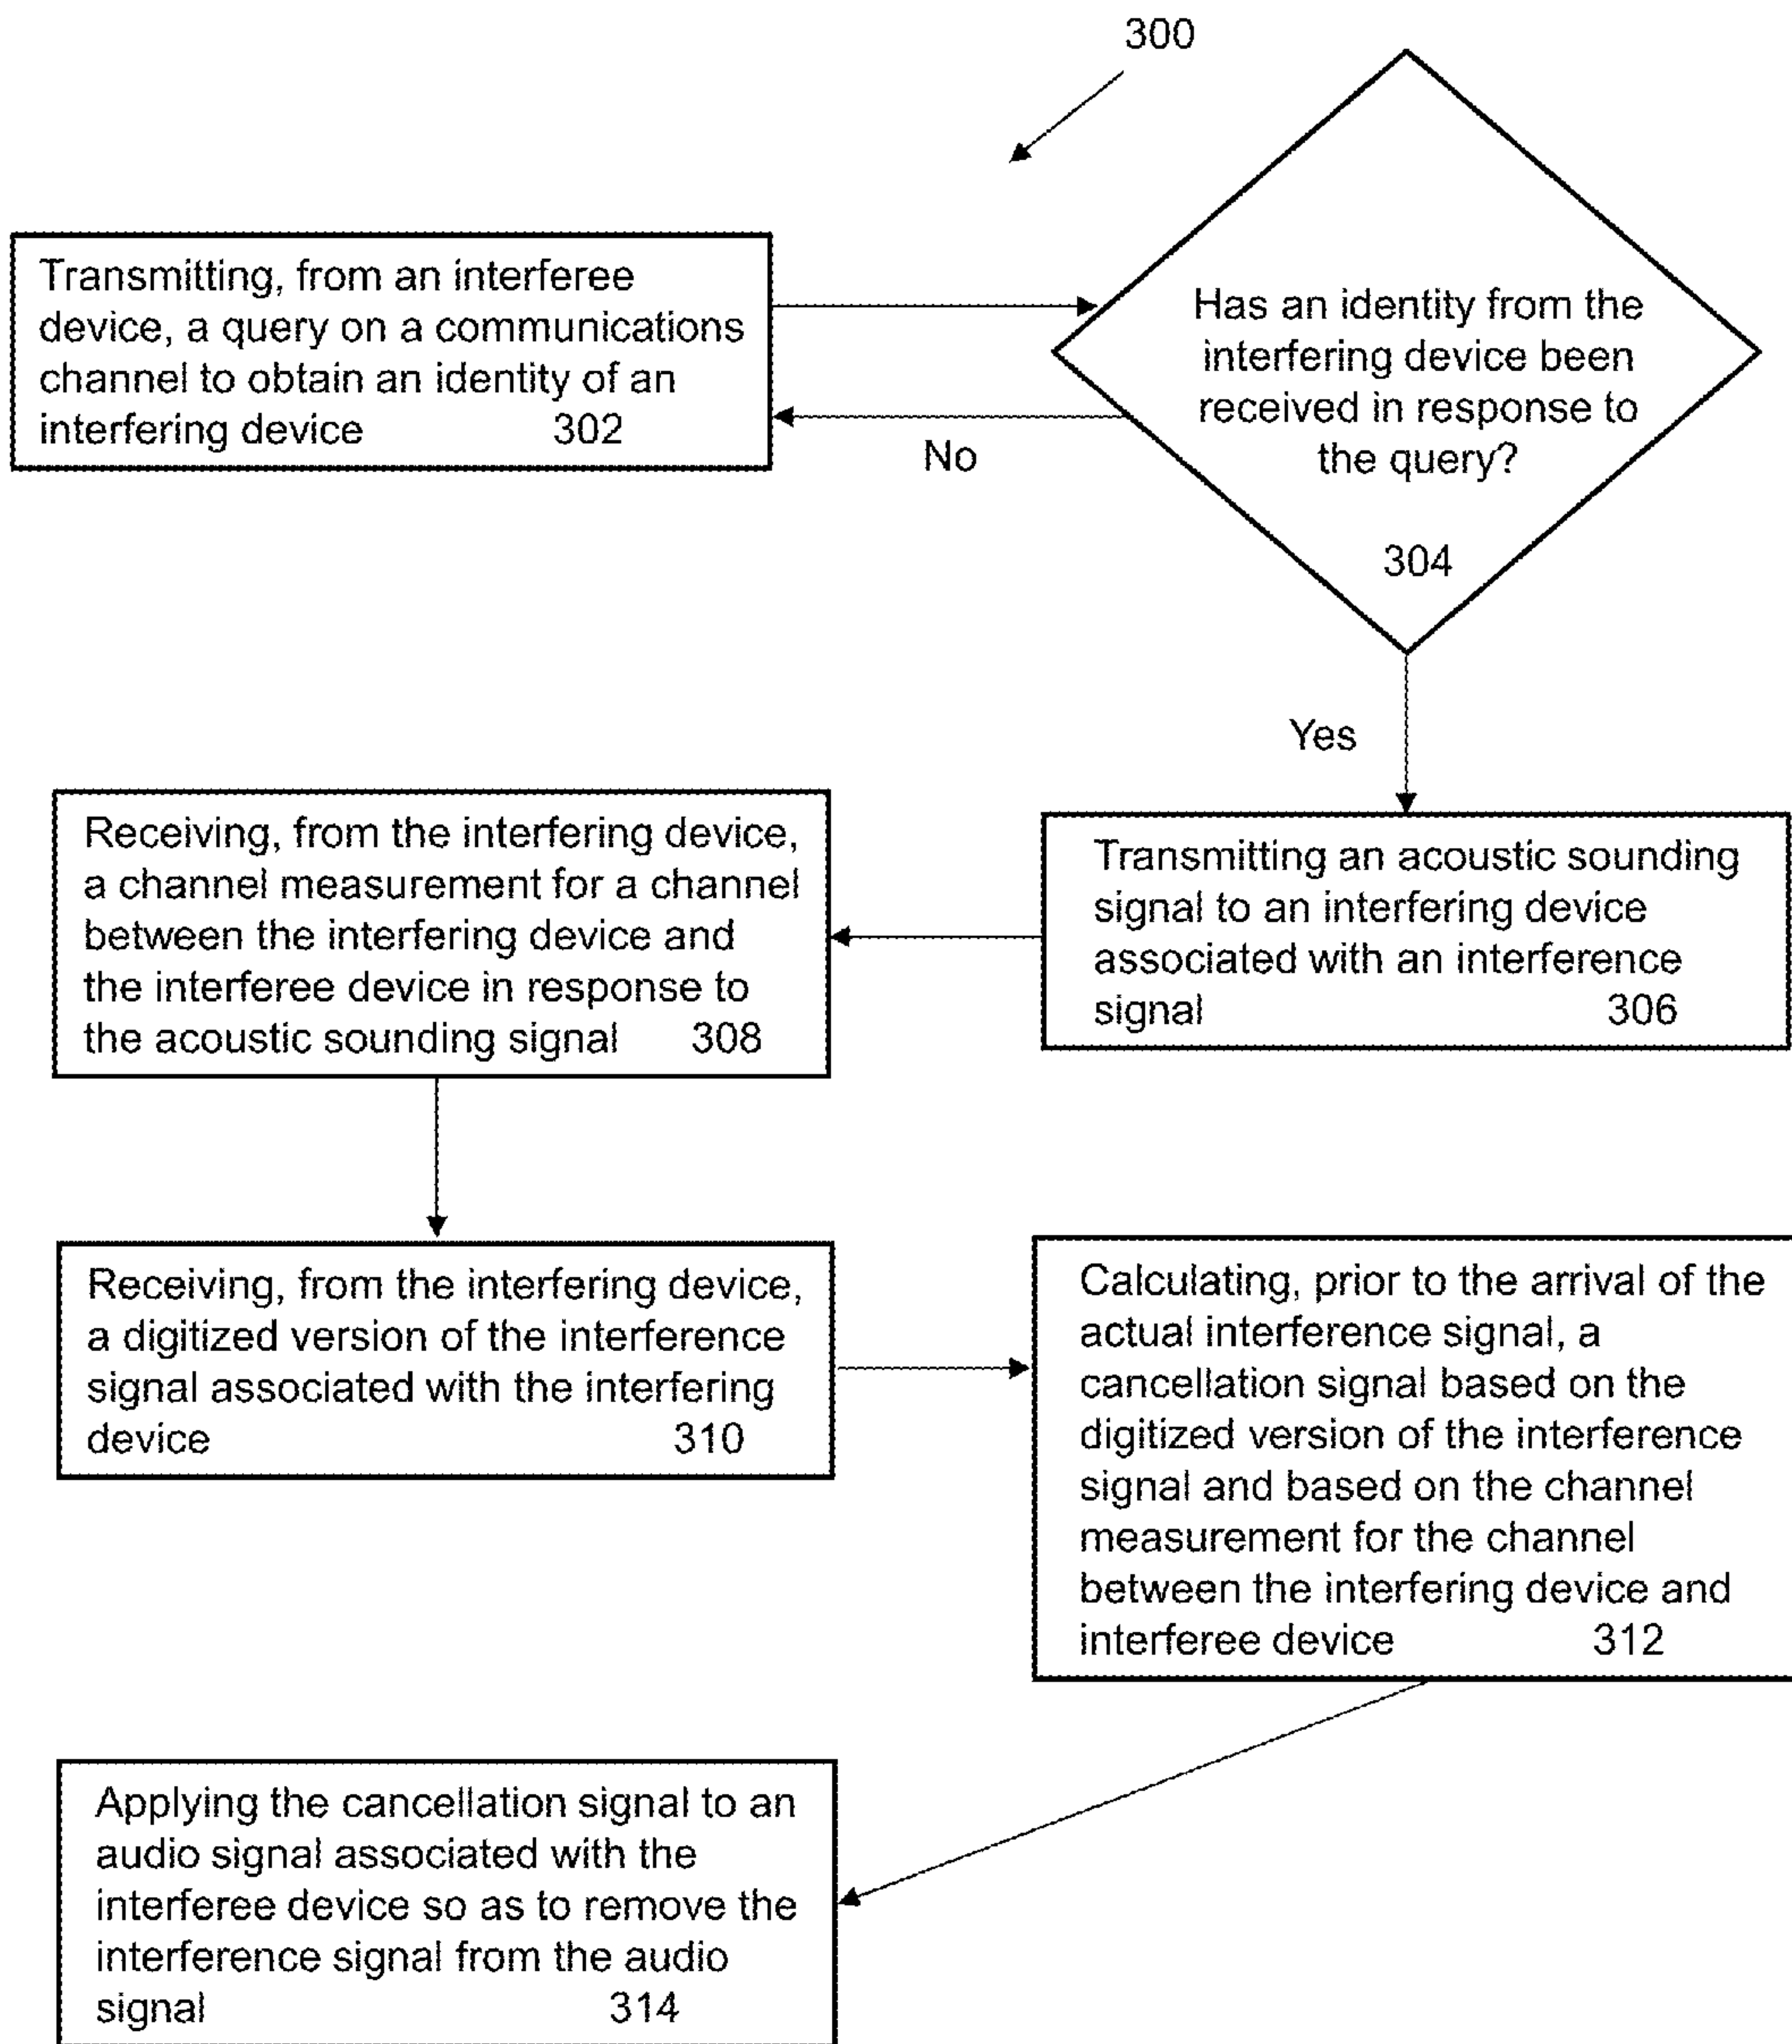 300
Transmitting, from an interferee
device, a query on a communications
channel to obtain an identity of an
interfering device 302
Has an identity from the
interfering device been
received in response to
the query?
304
No
Yes
Transmitting an acoustic sounding
signal to an interfering device
associated with an interference
signal 306
Receiving, from the interfering device,
a channel measurement for a channel
between the interfering device and
the interferee device in response to
the acoustic sounding signal 308
Receiving, from the interfering device,
a digitized version of the interference
signal associated with the interfering
device 310
Calculating, prior to the arrival of the
actual interference signal, a
cancellation signal based on the
digitized version of the interference
signal and based on the channel
measurement for the channel
between the interfering device and
interferee device 312
Applying the cancellation signal to an
audio signal associated with the
interferee device so as to remove the
interference signal from the audio
signal 314